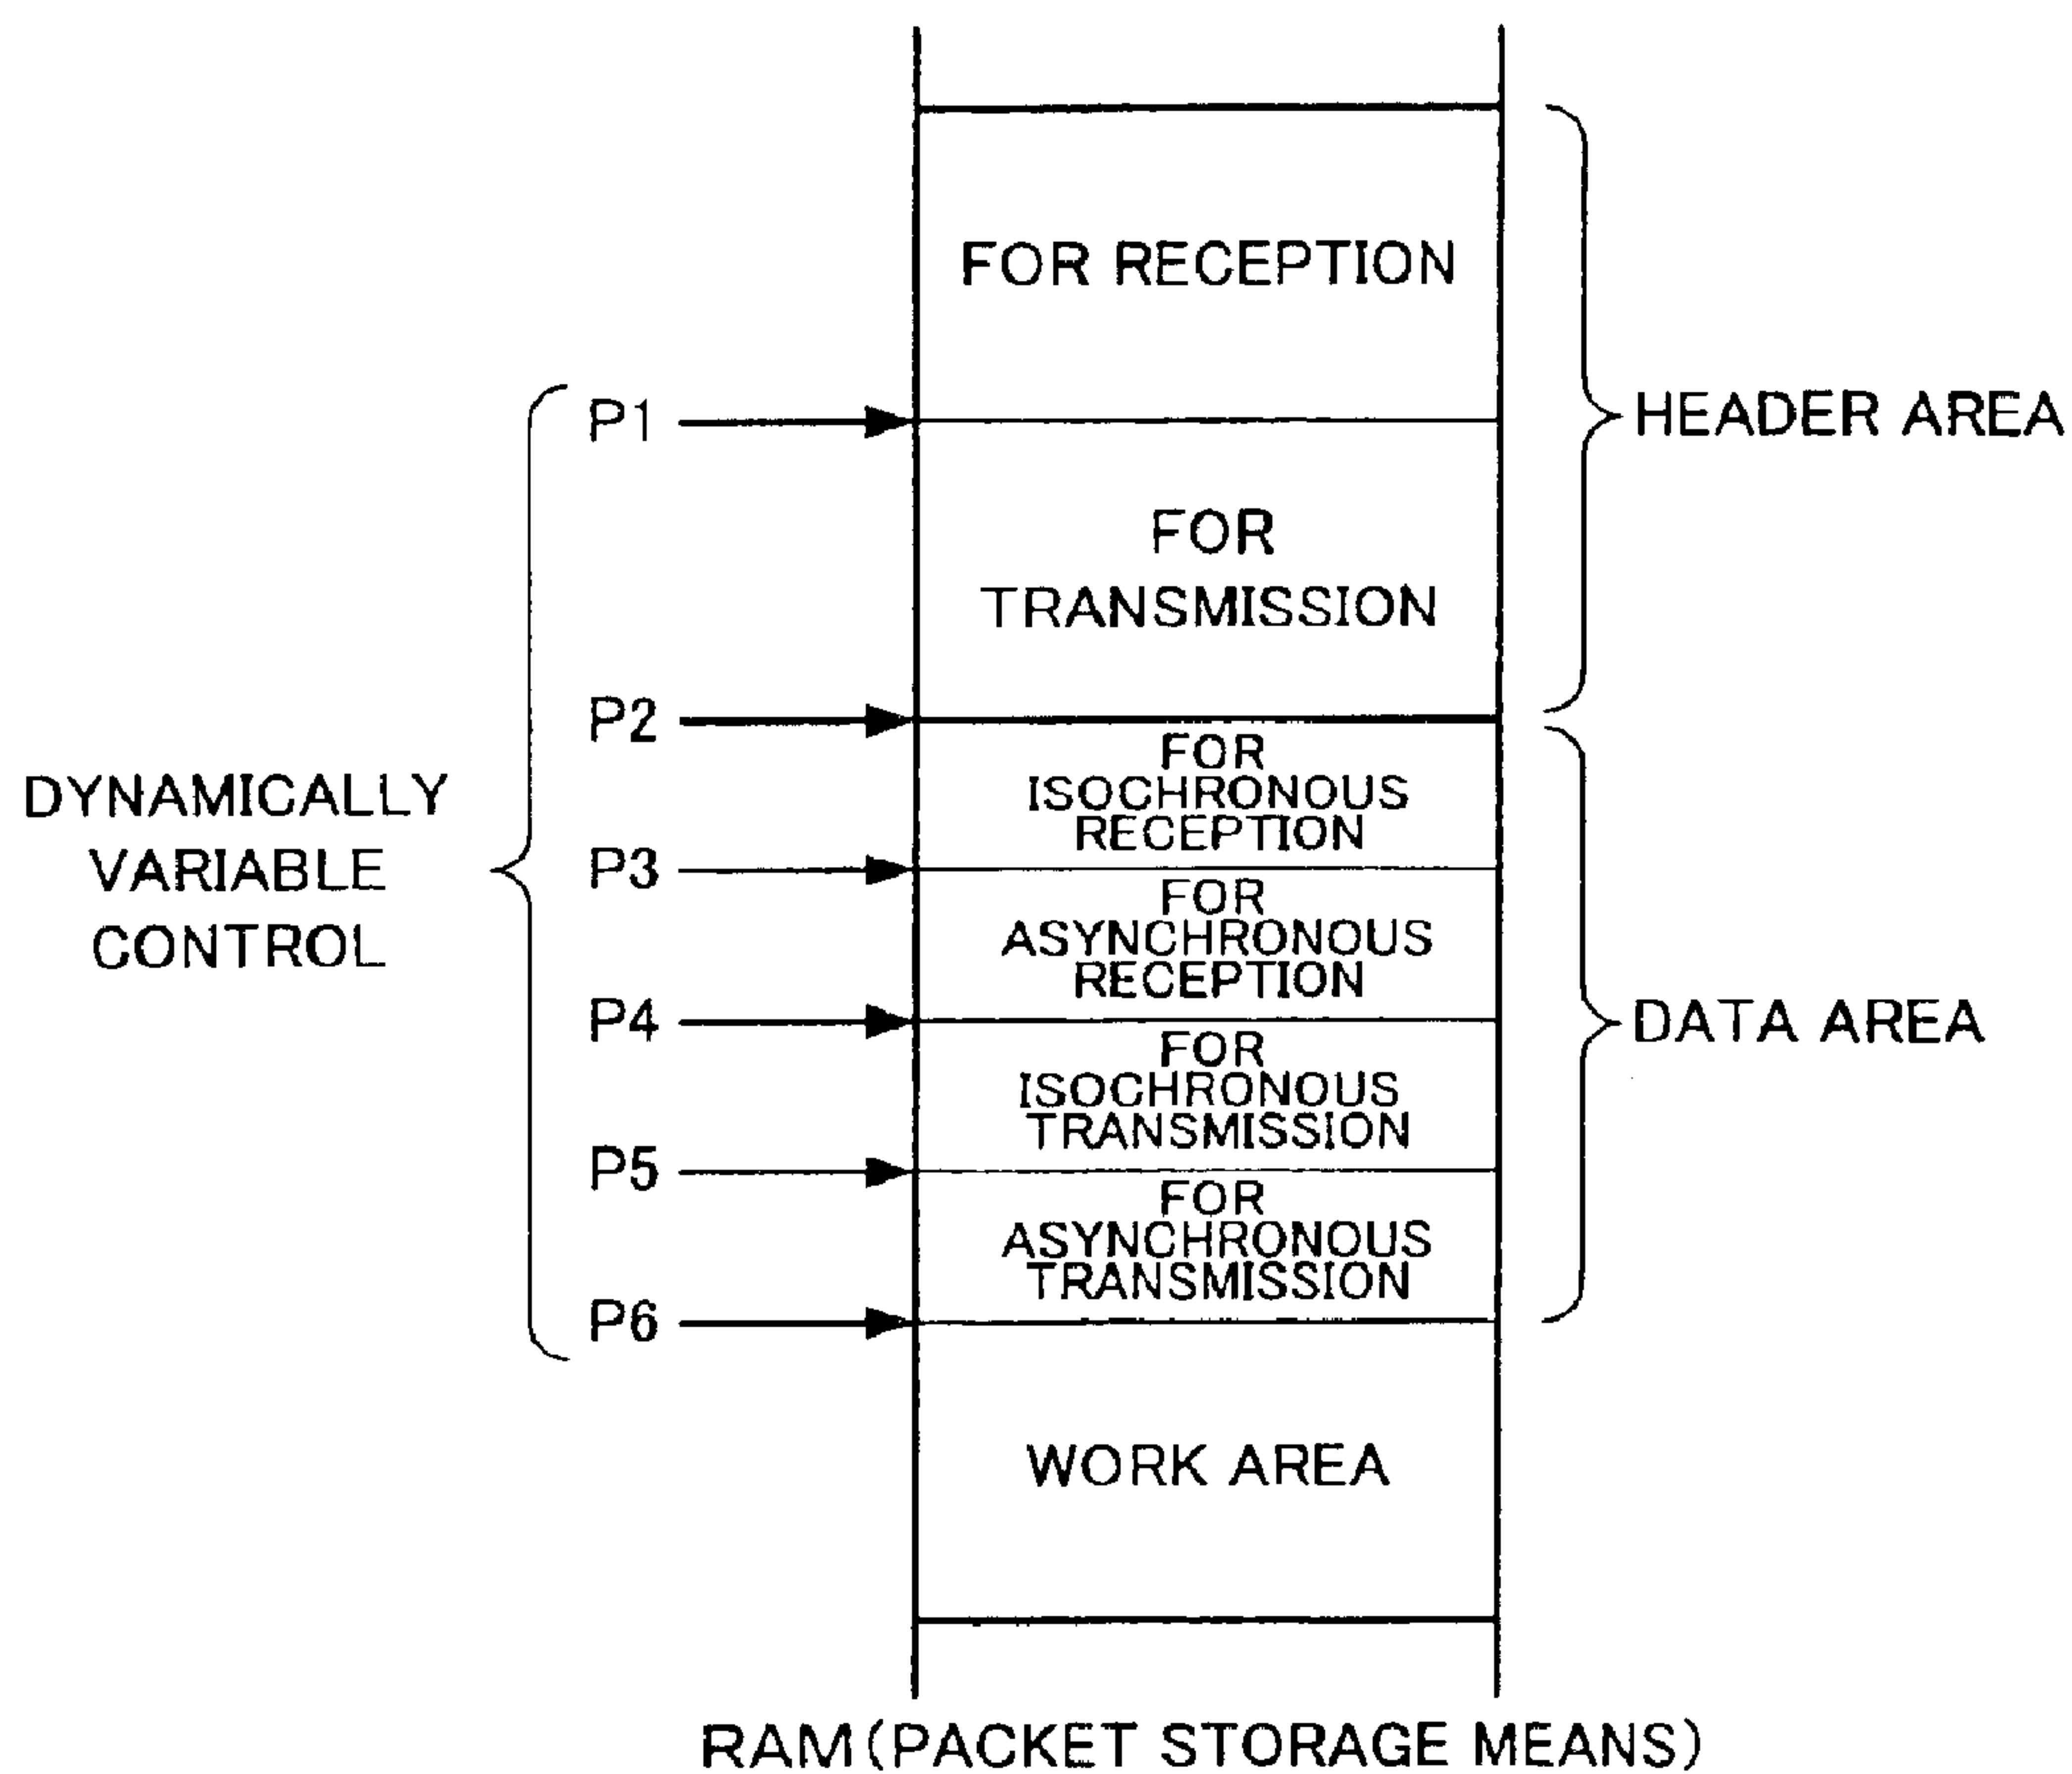 FOR RECEPTION
P1
HEADER AREA
FOR
TRANSMISSION
P2
FOR
ISOCHRONOUS
RECEPTION
DYNAMICALLY
VARIABLE
CONTROL
P3
FOR
ASYNCHRONOUS
RECEPTION
P4
DATA AREA
FOR
ISOCHRONOUS
TRANSMISSION
P5
FOR
ASYNCHRONOUS
TRANSMISSION
P6
WORK AREA
RAM(PACKET STORAGE MEANS)